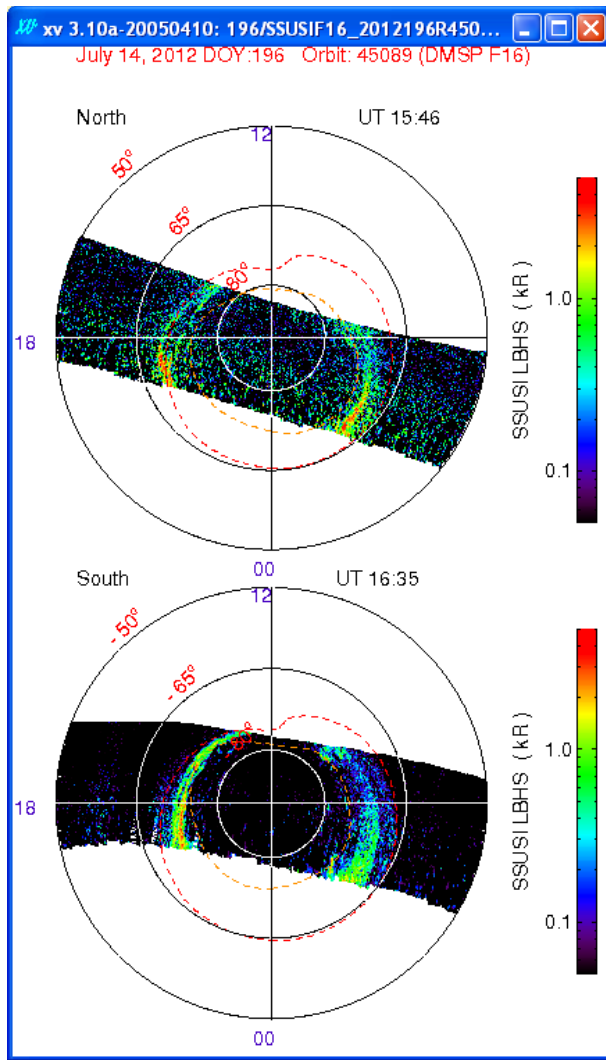 xv 3.10a-20050410: 196/SSUSIF16_2012196R450...
July 14, 2012 DOY:196 Orbit: 45089 (DMSP F16)
North
UT 15:46
12
50°
65°
80°
18
00
1.0
0.1
SSUSI LBHS ( kR )
South
UT 16:35
12
- 50°
- 65°
- 80°
18
00
1.0
0.1
SSUSI LBHS ( kR )